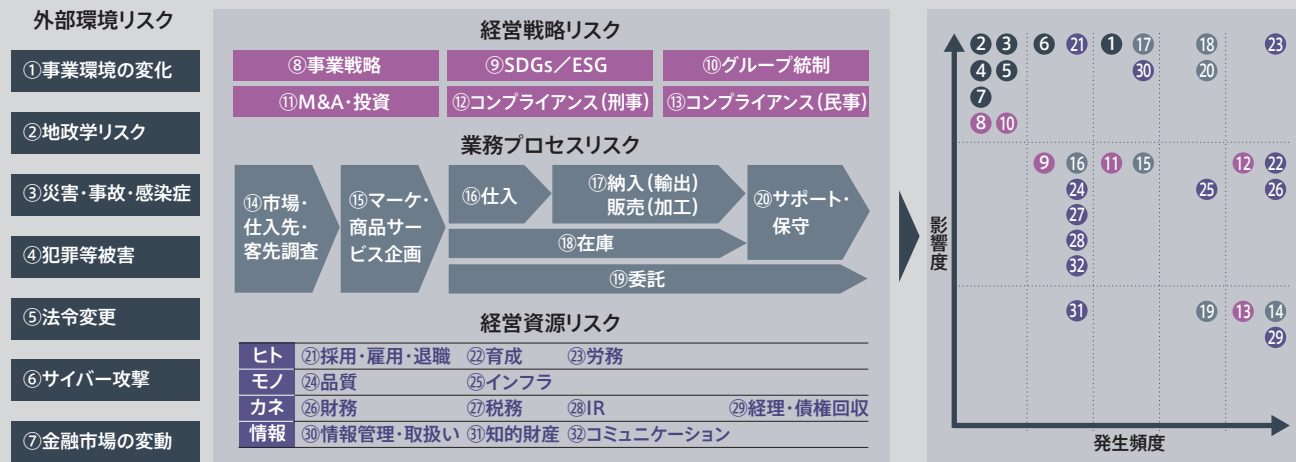 外部環境リスク
①事業環境の変化
②地政学リスク
③災害・事故・感染症
④犯罪等被害
⑤法令変更
⑥サイバー攻撃
⑦金融市場の変動
経営戦略リスク
⑧事業戦略
⑨SDGs／ESG
⑩グループ統制
⑪M&A・投資
⑫コンプライアンス(刑事)
⑬コンプライアンス(民事)
業務プロセスリスク
⑭市場・
仕入先・
客先調査
⑮マーケ・
商品サー
ビス企画
⑯仕入
⑰納入(輸出)
販売(加工)
⑱在庫
⑲委託
⑳サポート・
保守
経営資源リスク
ヒト ㉑採用・雇用・退職 ㉒育成 ㉓労務
モノ ㉔品質 ㉕インフラ
カネ ㉖財務 ㉗税務 ㉘IR ㉙経理・債権回収
情報 ㉚情報管理・取扱い ㉛知的財産 ㉜コミュニケーション
影響度
2 3 6 21 1 17 18 23
4 5 30 20
7
8 10
9 16 11 15 12 22
24 25 26
27
28
32
31 19 13 14
29
発生頻度